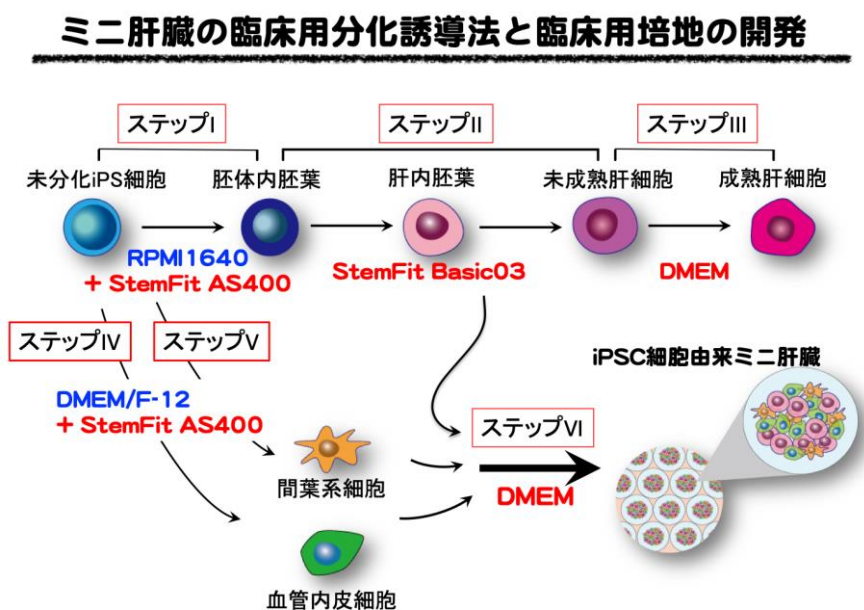 ミニ肝臓の臨床用分化誘導法と臨床用培地の開発
ステップI
ステップII
ステップIII
未分化iPS細胞
胚体内胚葉
肝内胚葉
未成熟肝細胞
成熟肝細胞
RPMI1640
+ StemFit AS400
StemFit Basic03
DMEM
ステップIV
ステップV
iPSC細胞由来ミニ肝臓
DMEM/F-12
+ StemFit AS400
ステップVI
間葉系細胞
DMEM
血管内皮細胞